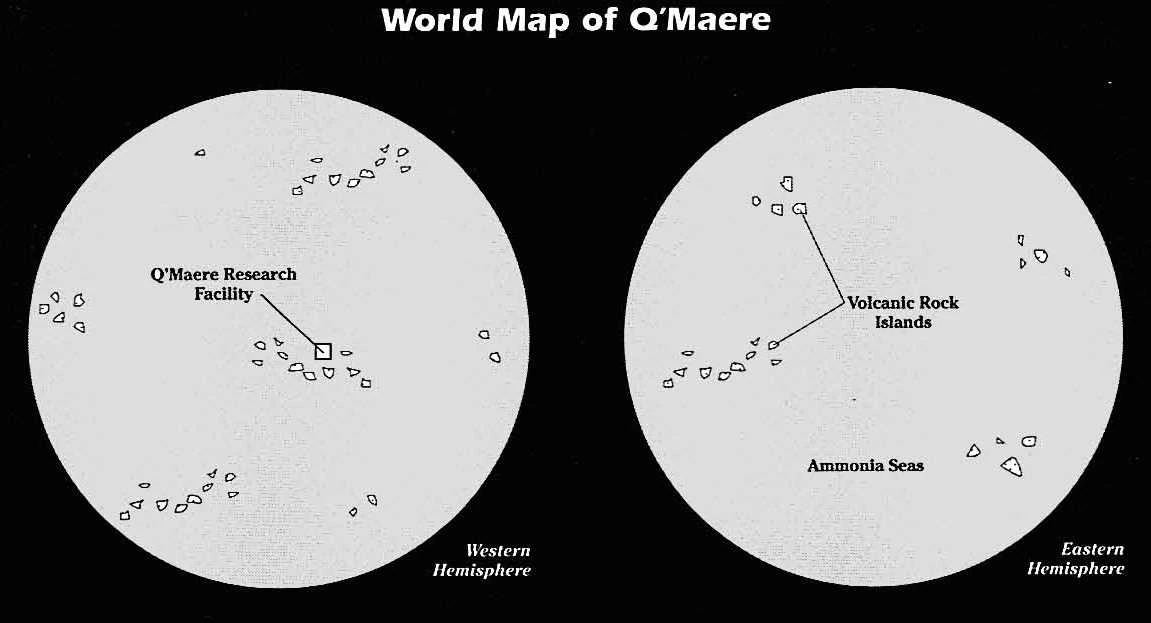 World Map of Q'Maere
Q'Maere Research
Facility
Western
Hemisphere
Volcanic Rock
Islands
Ammonia Seas
Eastern
Hemisphere